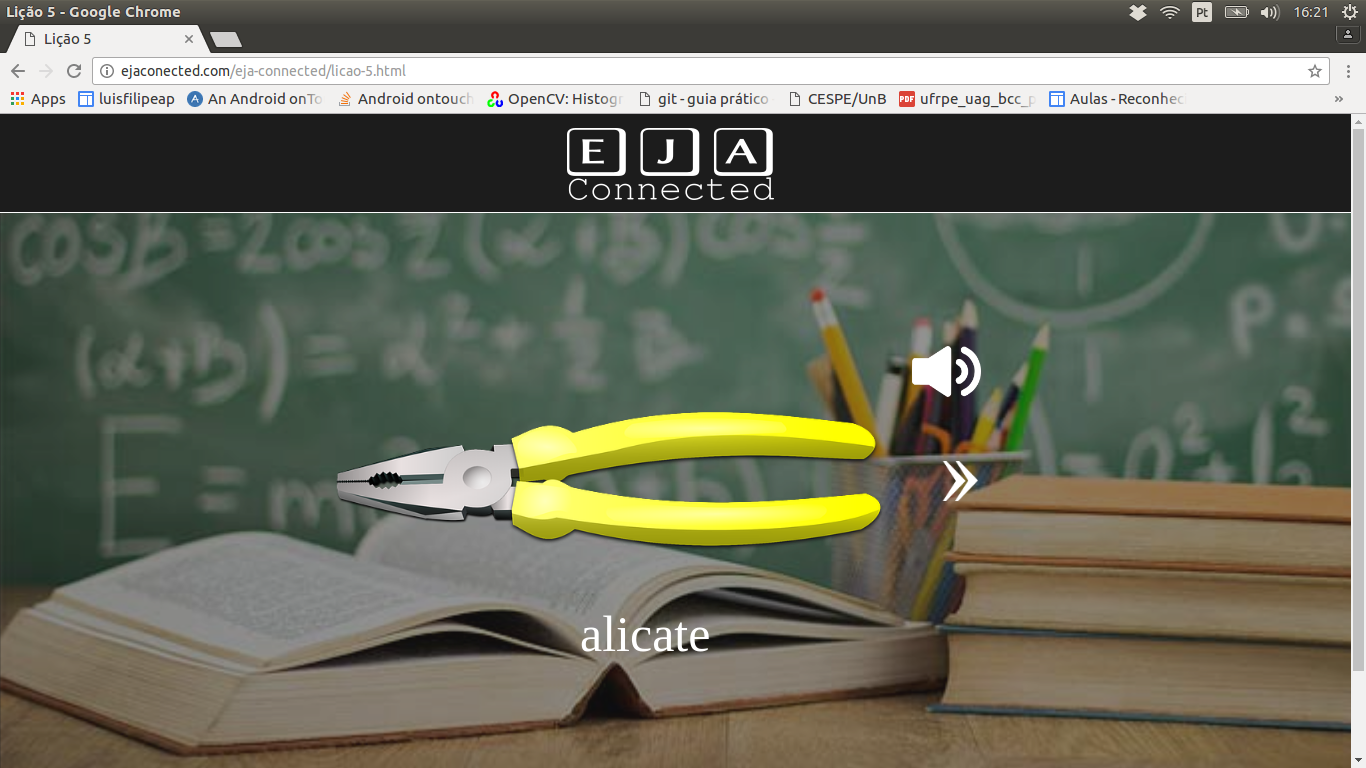 Lição 5 - Google Chrome
Pt
16:21
Lição 5
ejaconected.com/eja-connected/licao-5.html
Apps luisfilipeap An Android onTo Android ontouch OpenCV: Histogr git - guia prático CESPE/UnB PDF ufrpe_uag_bcc_p Aulas - Reconhec »
E J A
Connected
alicate